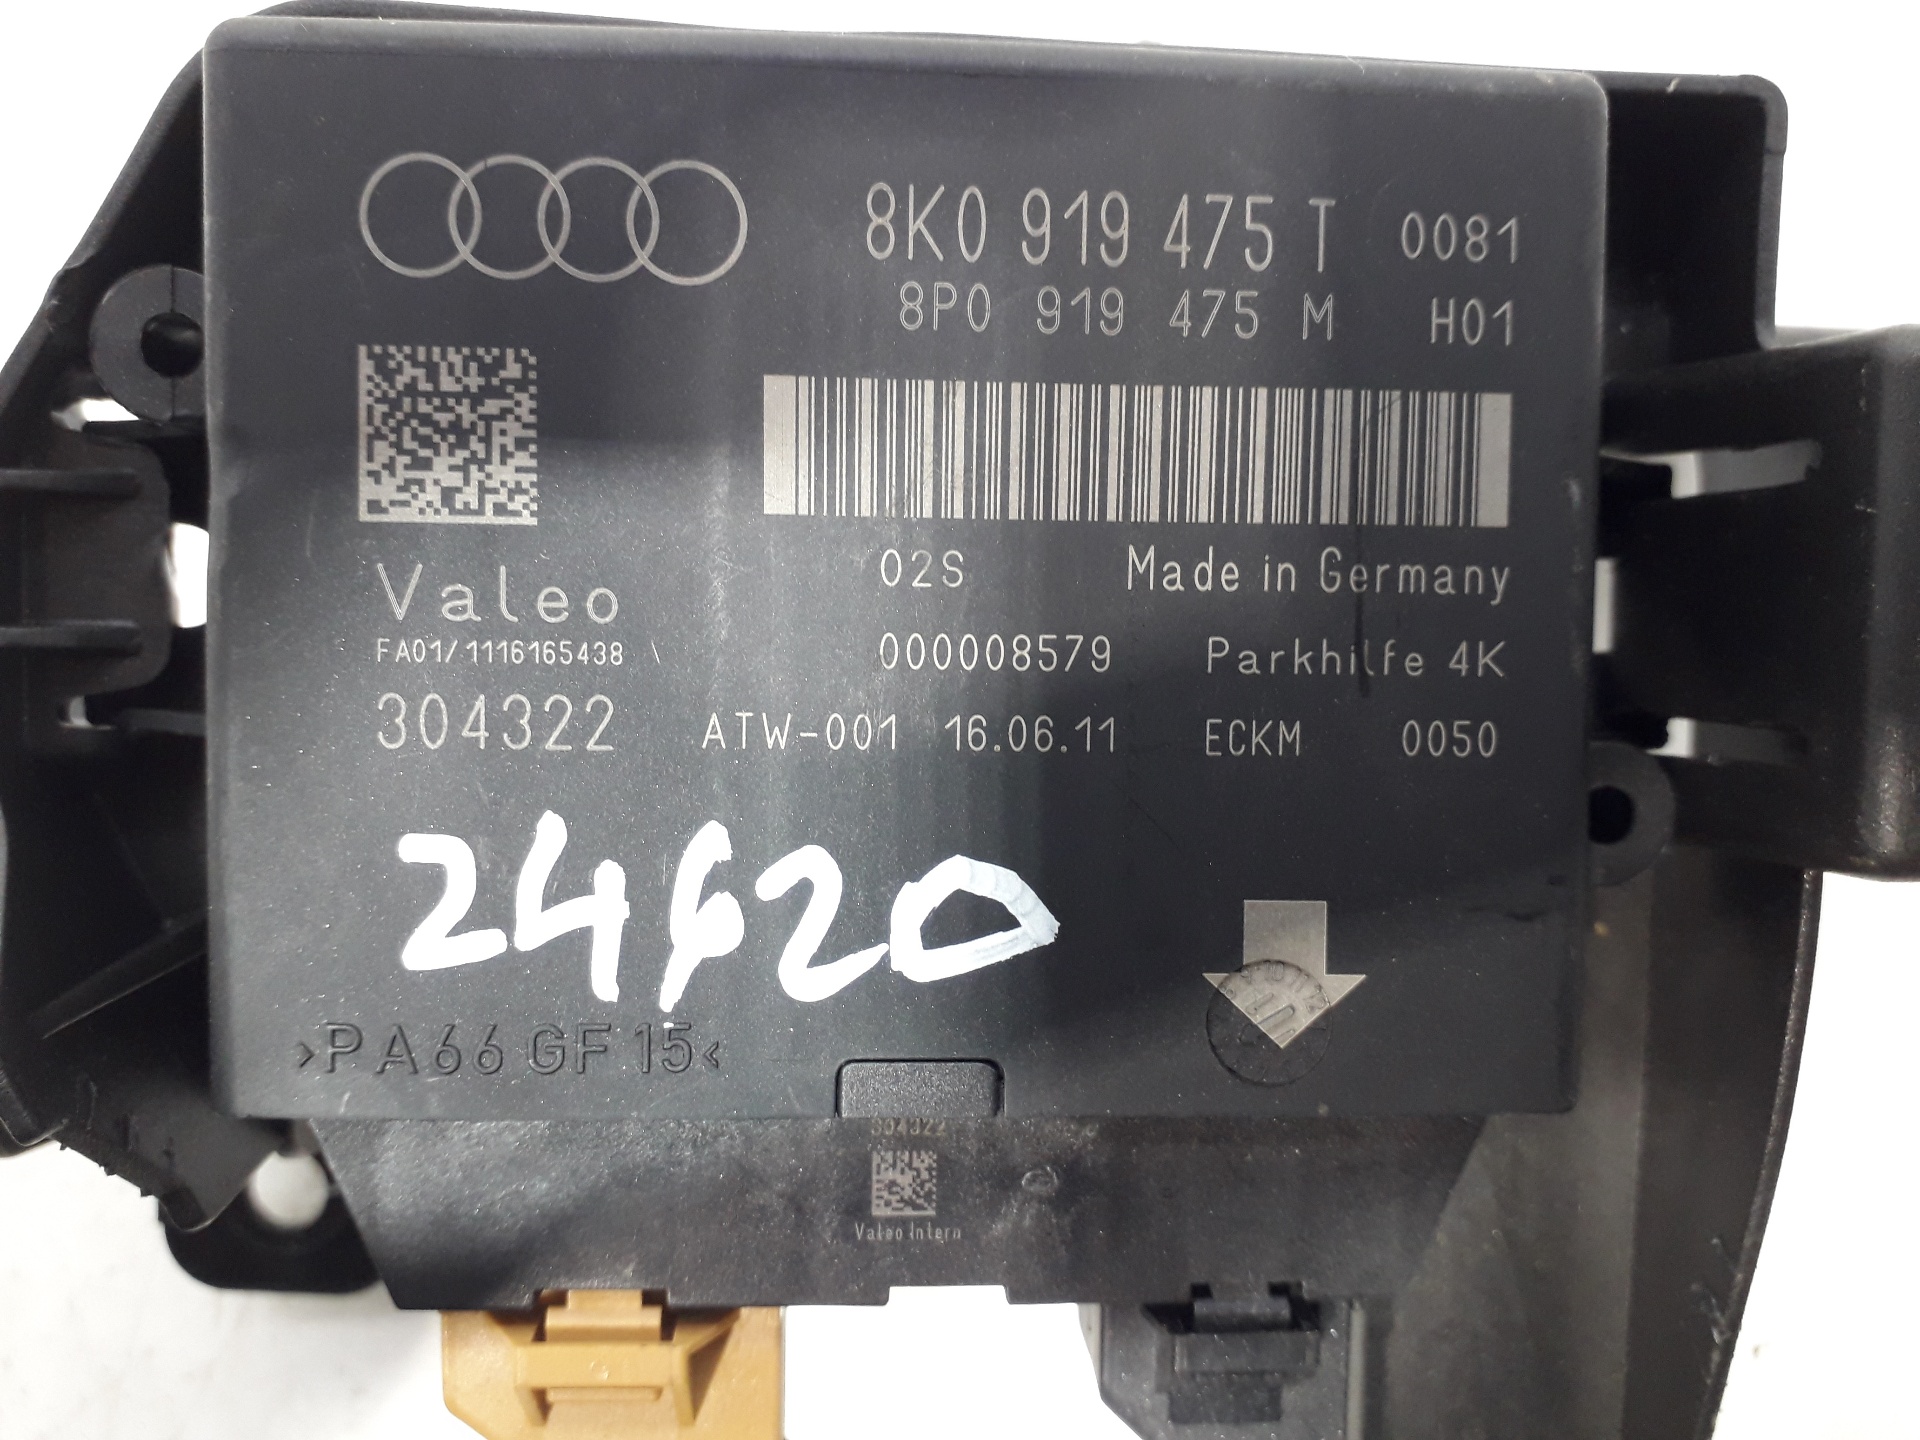 8K0 919 475 T 0081
8P0 919 475 M H01
02S Made in Germany
Valeo
FA01/1116165438 000008579 Parkhilfe 4K
304322 ATW-001 16.06.11 ECKM 0050
24620
>PA66 GF15<
304322
Valeo Intern